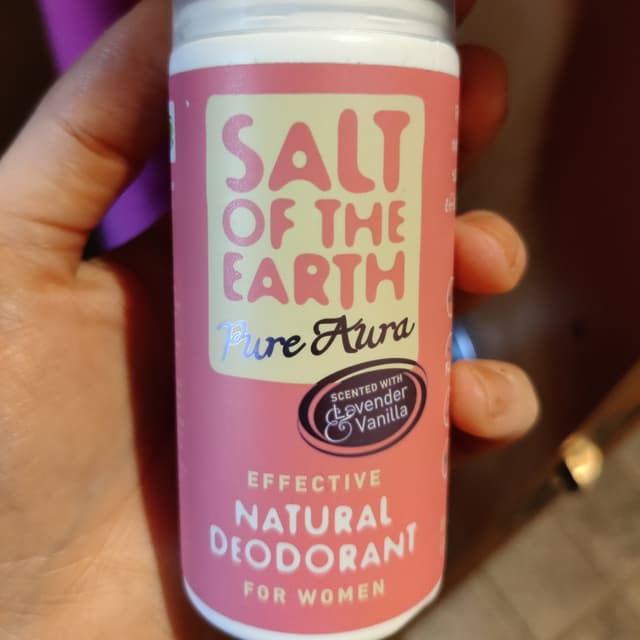 SALT
OF THE
EARTH
Pure Aura
SCENTED WITH
Lavender
& Vanilla
EFFECTIVE
NATURAL
DEODORANT
FOR WOMEN